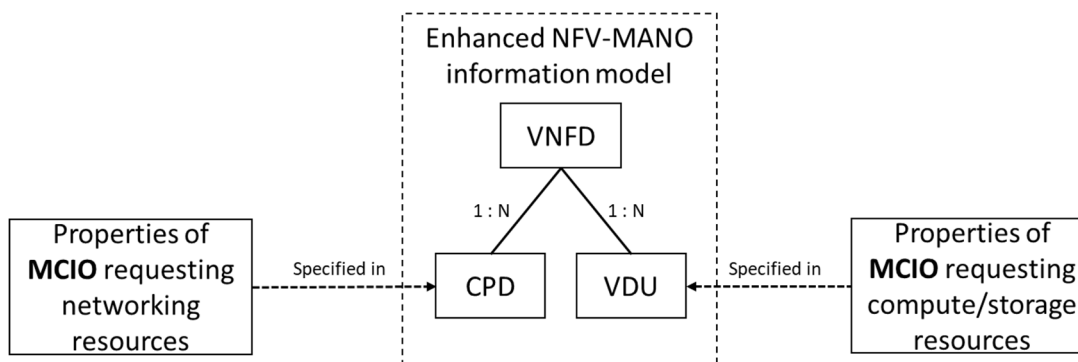 Enhanced NFV-MANO
information model
VNFD
1 : N
1 : N
Properties of
MCIO requesting
networking
resources
Specified in
CPD
VDU
Specified in
Properties of
MCIO requesting
compute/storage
resources